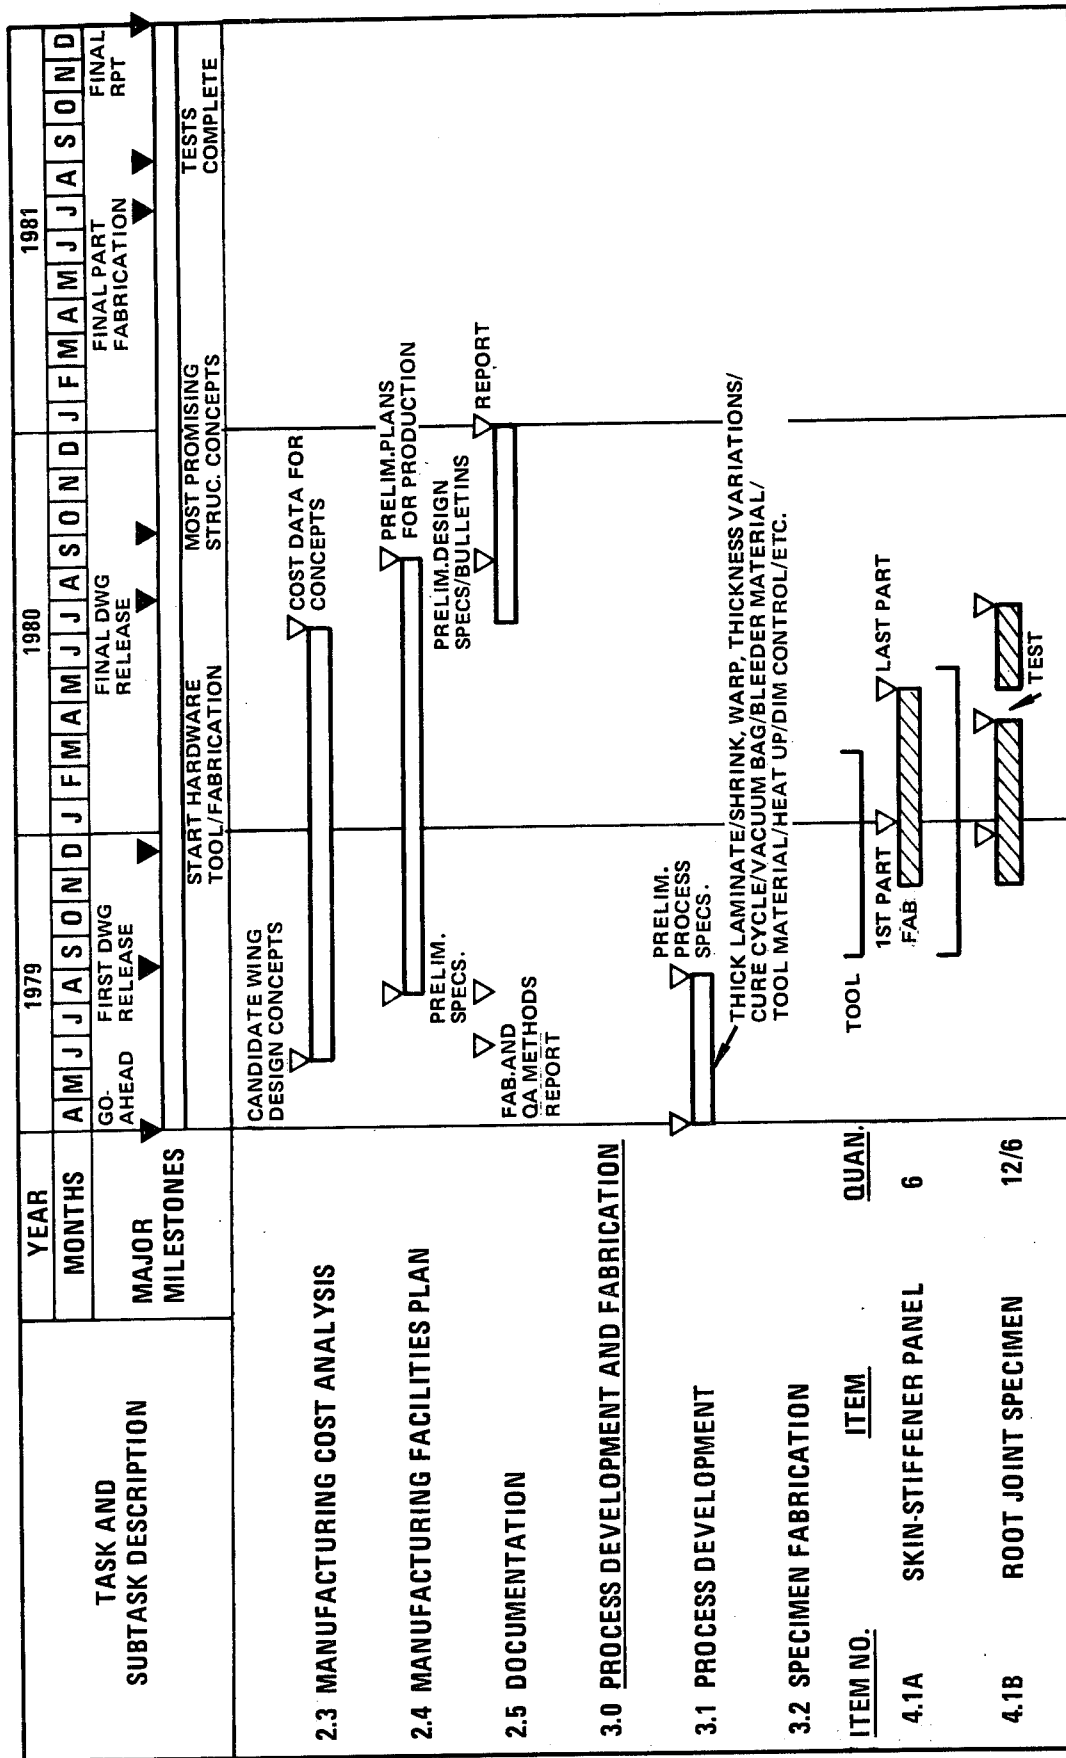 TASK AND
SUBTASK DESCRIPTION
YEAR
1979
1980
1981
MONTHS
A M J J A S O N D J F M A M J J A S O N D J F M A M J J A S O N D
MAJOR
MILESTONES
GO-
AHEAD
FIRST DWG
RELEASE
FINAL DWG
RELEASE
FINAL PART
FABRICATION
FINAL
RPT
START HARDWARE
TOOL/FABRICATION
MOST PROMISING
STRUC. CONCEPTS
TESTS
COMPLETE
2.3 MANUFACTURING COST ANALYSIS
CANDIDATE WING
DESIGN CONCEPTS
COST DATA FOR
CONCEPTS
2.4 MANUFACTURING FACILITIES PLAN
PRELIM.PLANS
FOR PRODUCTION
2.5 DOCUMENTATION
PRELIM.
SPECS.
FAB.AND
QA METHODS
REPORT
PRELIM.DESIGN
SPECS/BULLETINS
REPORT
3.0 PROCESS DEVELOPMENT AND FABRICATION
3.1 PROCESS DEVELOPMENT
PRELIM.
PROCESS
SPECS.
THICK LAMINATE/SHRINK, WARP, THICKNESS VARIATIONS/
CURE CYCLE/VACUUM BAG/BLEEDER MATERIAL/
TOOL MATERIAL/HEAT UP/DIM CONTROL/ETC.
3.2 SPECIMEN FABRICATION
ITEM NO.
ITEM
QUAN.
TOOL
4.1A
SKIN-STIFFENER PANEL
6
1ST PART
FAB
LAST PART
4.1B
ROOT JOINT SPECIMEN
12/6
TEST